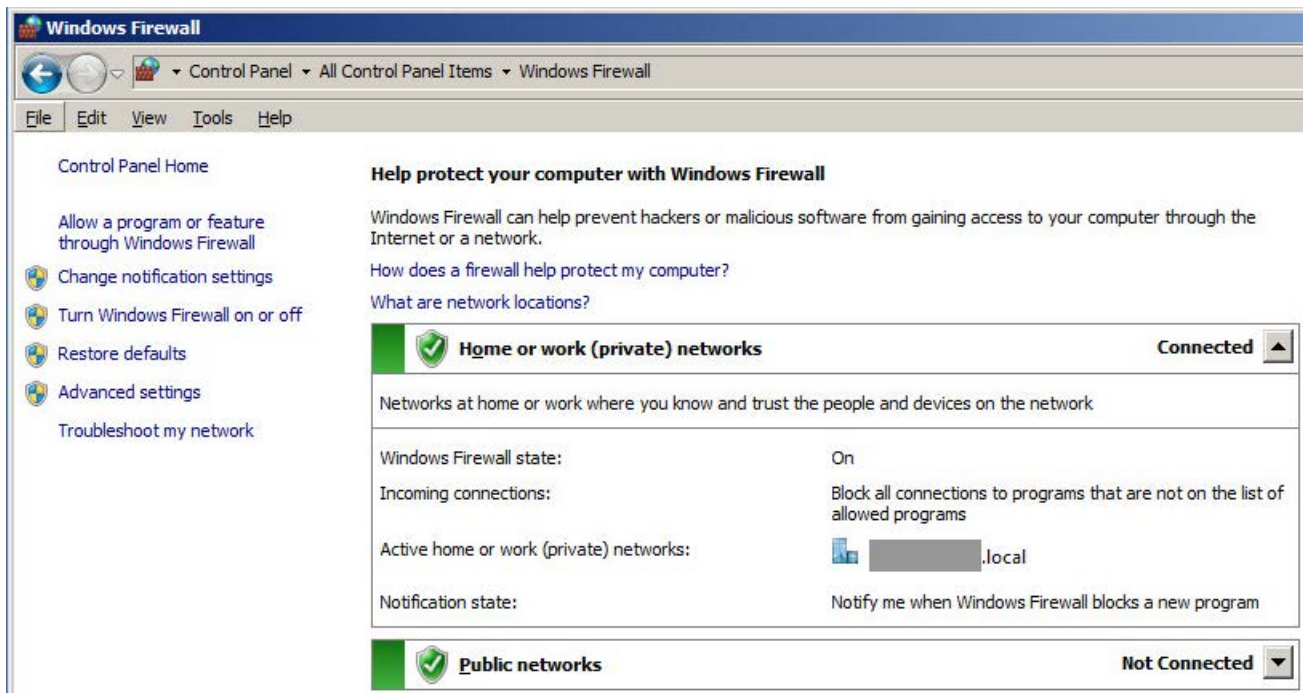 Windows Firewall
Control Panel All Control Panel Items Windows Firewall
File Edit View Tools Help
Control Panel Home
Allow a program or feature
through Windows Firewall
Change notification settings
Turn Windows Firewall on or off
Restore defaults
Advanced settings
Troubleshoot my network
Help protect your computer with Windows Firewall
Windows Firewall can help prevent hackers or malicious software from gaining access to your computer through the
Internet or a network.
How does a firewall help protect my computer?
What are network locations?
Home or work (private) networks Connected
Networks at home or work where you know and trust the people and devices on the network
Windows Firewall state: On
Incoming connections: Block all connections to programs that are not on the list of
allowed programs
Active home or work (private) networks: .local
Notification state: Notify me when Windows Firewall blocks a new program
Public networks Not Connected